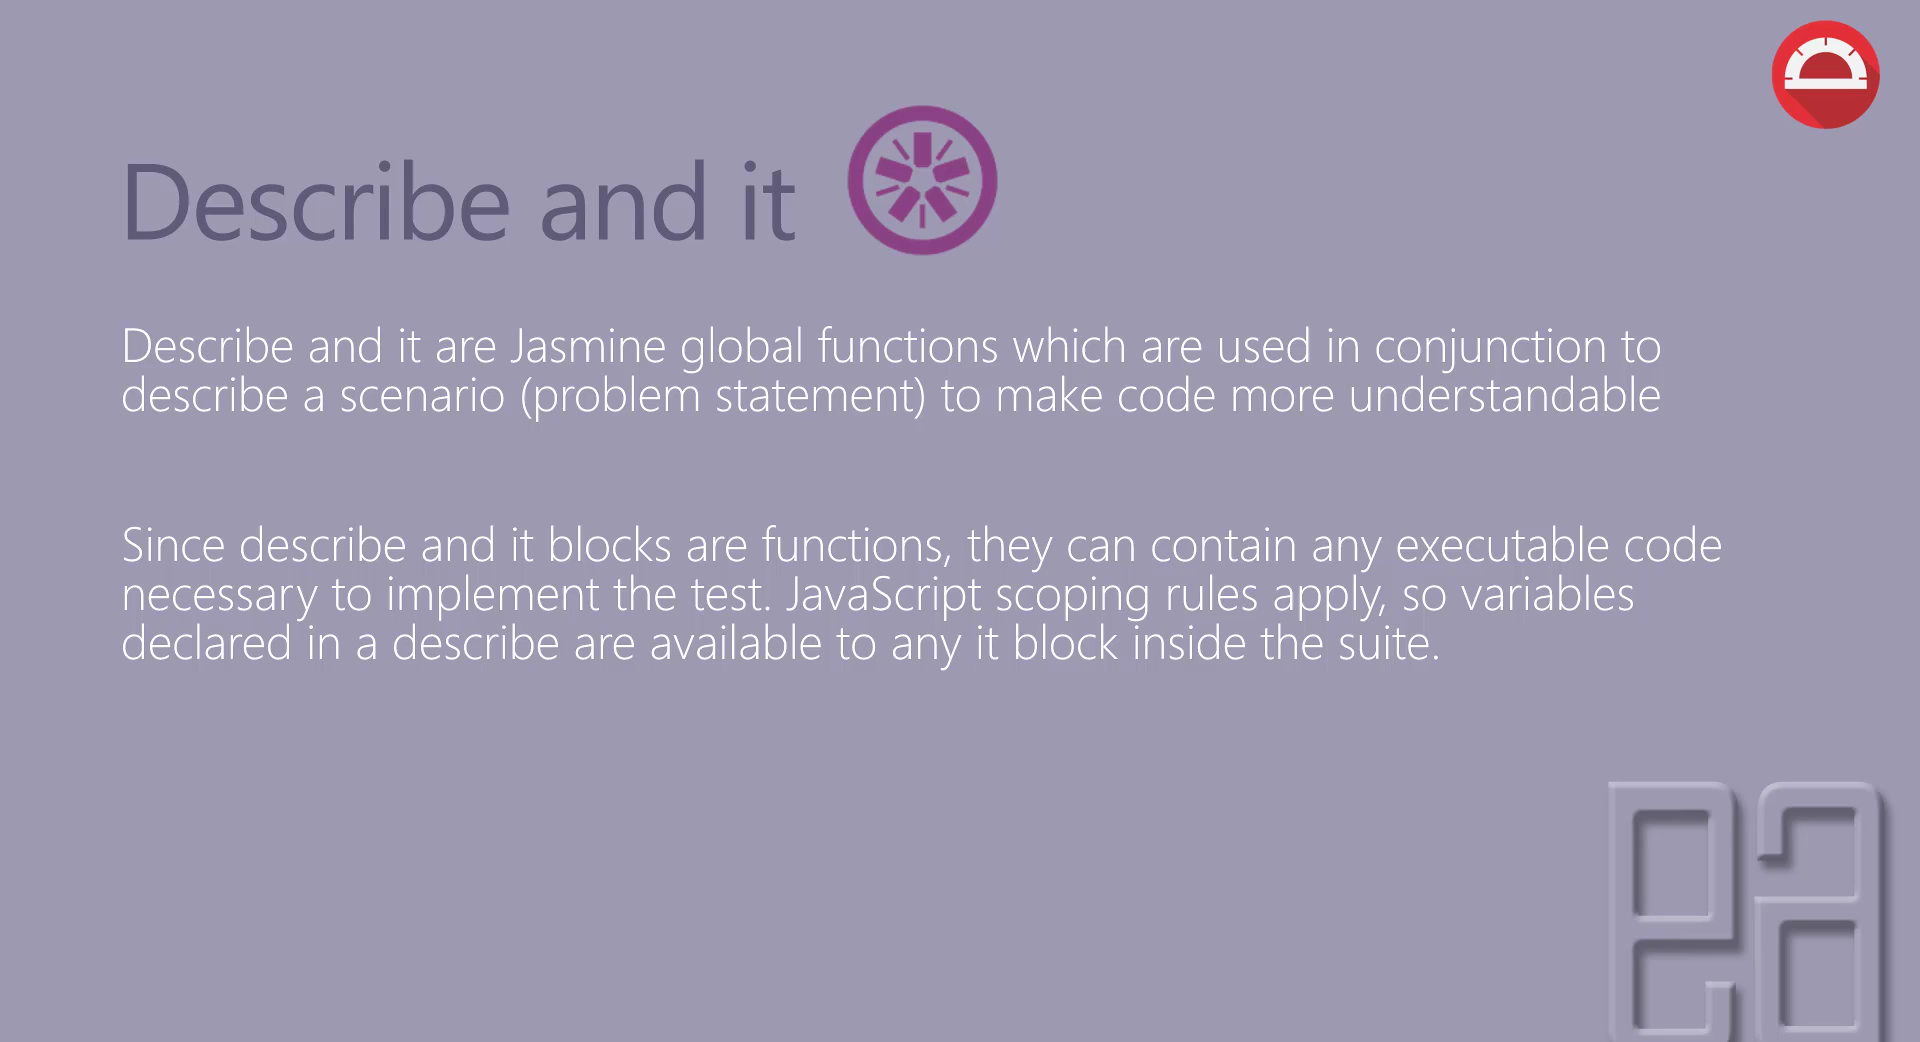 Describe and it
Describe and it are Jasmine global functions which are used in conjunction to
describe a scenario (problem statement) to make code more understandable
Since describe and it blocks are functions, they can contain any executable code
necessary to implement the test. JavaScript scoping rules apply, so variables
declared in a describe are available to any it block inside the suite.
ea